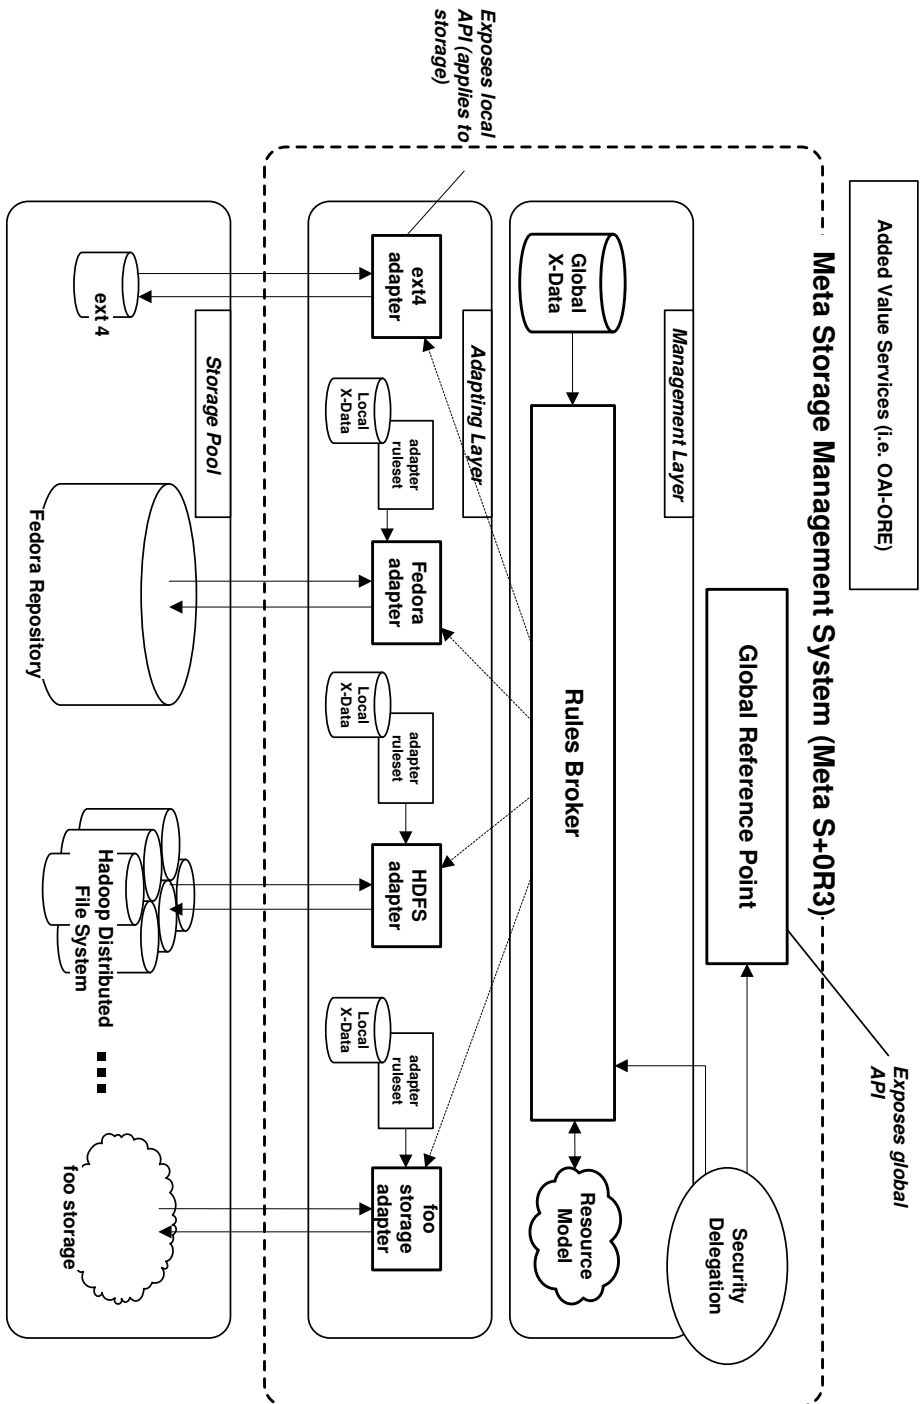 Added Value Services (i.e. OAI-ORE)
Meta Storage Management System (Meta S+0R3)
Exposes global
API
Global Reference Point
Security
Delegation
Management Layer
Global
X-Data
Rules Broker
Resource
Model
Exposes local
API (applies to
storage)
Adapting Layer
ext4
adapter
adapter
ruleset
Local
X-Data
Fedora
adapter
adapter
ruleset
Local
X-Data
HDFS
adapter
adapter
ruleset
Local
X-Data
foo
storage
adapter
Storage Pool
ext 4
Fedora Repository
Hadoop Distributed
File System
foo storage